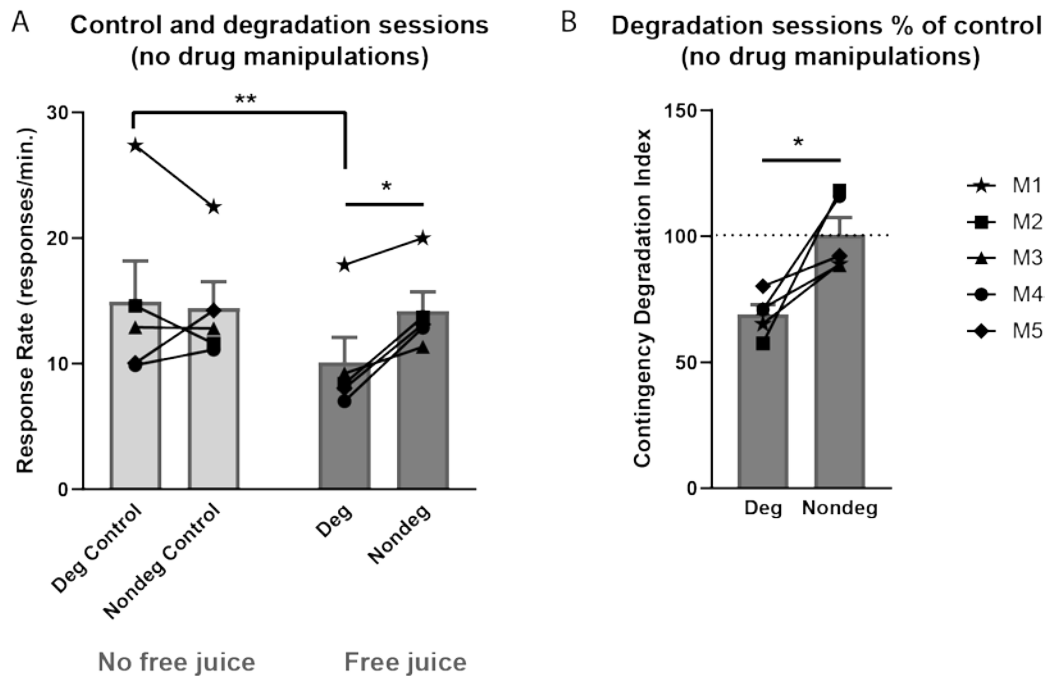 A
Control and degradation sessions
(no drug manipulations)
Response Rate (responses/min.)
30
20
10
0
**
*
Deg Control
Nondeg Control
Deg
Nondeg
No free juice
Free juice
B
Degradation sessions % of control
(no drug manipulations)
Contingency Degradation Index
150
100
50
0
*
Deg
Nondeg
M1
M2
M3
M4
M5